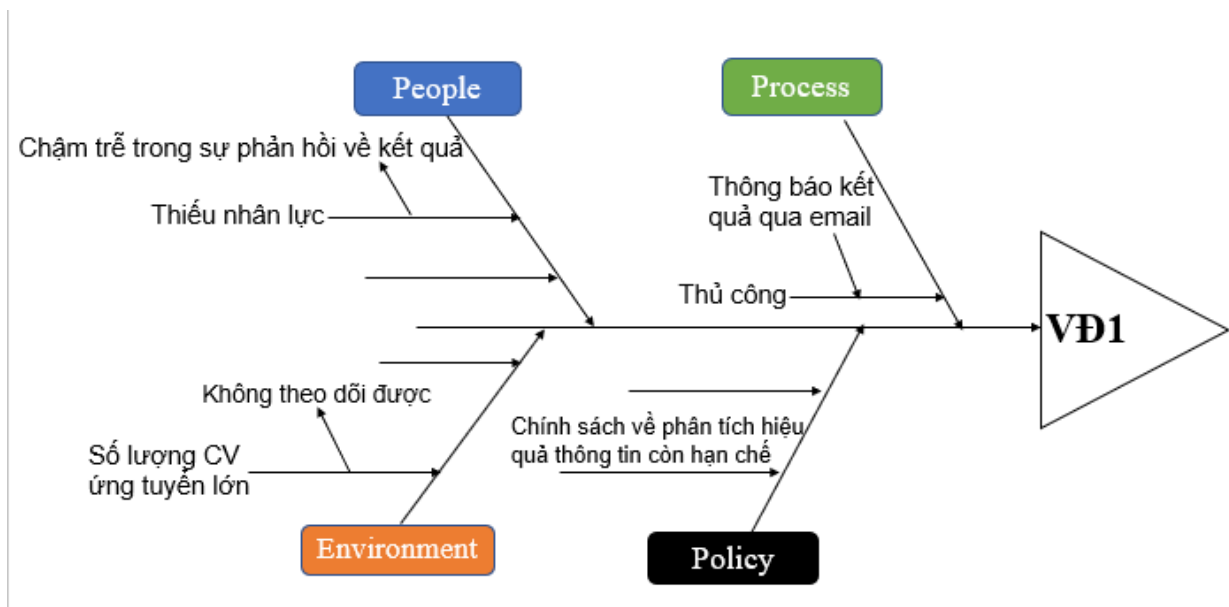 People
Process
Chậm trễ trong sự phản hồi về kết quả
Thông báo kết
quả qua email
Thiếu nhân lực
Thủ công
VĐ1
Không theo dõi được
Chính sách về phân tích hiệu
quả thông tin còn hạn chế
Số lượng CV
ứng tuyển lớn
Environment
Policy